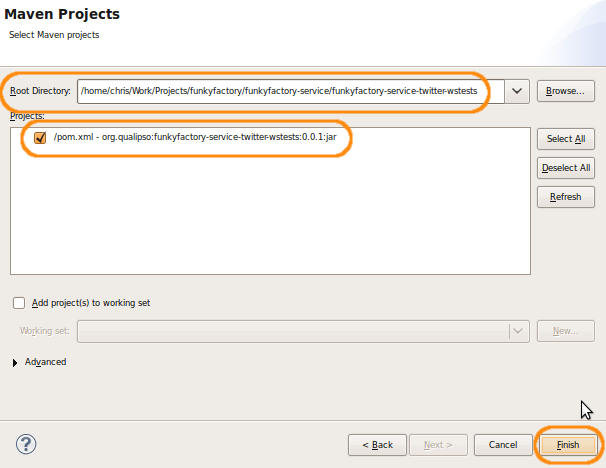 Maven Projects
Select Maven projects
Root Directory: /home/chris/Work/Projects/funkyfactory/funkyfactory-service/funkyfactory-service-twitter-wstests Browse...
Projects:
/pom.xml - org.qualipso:funkyfactory-service-twitter-wstests:0.0.1:jar
Select All
Deselect All
Refresh
Add project(s) to working set
Working set: New...
Advanced
? < Back Next > Cancel Finish